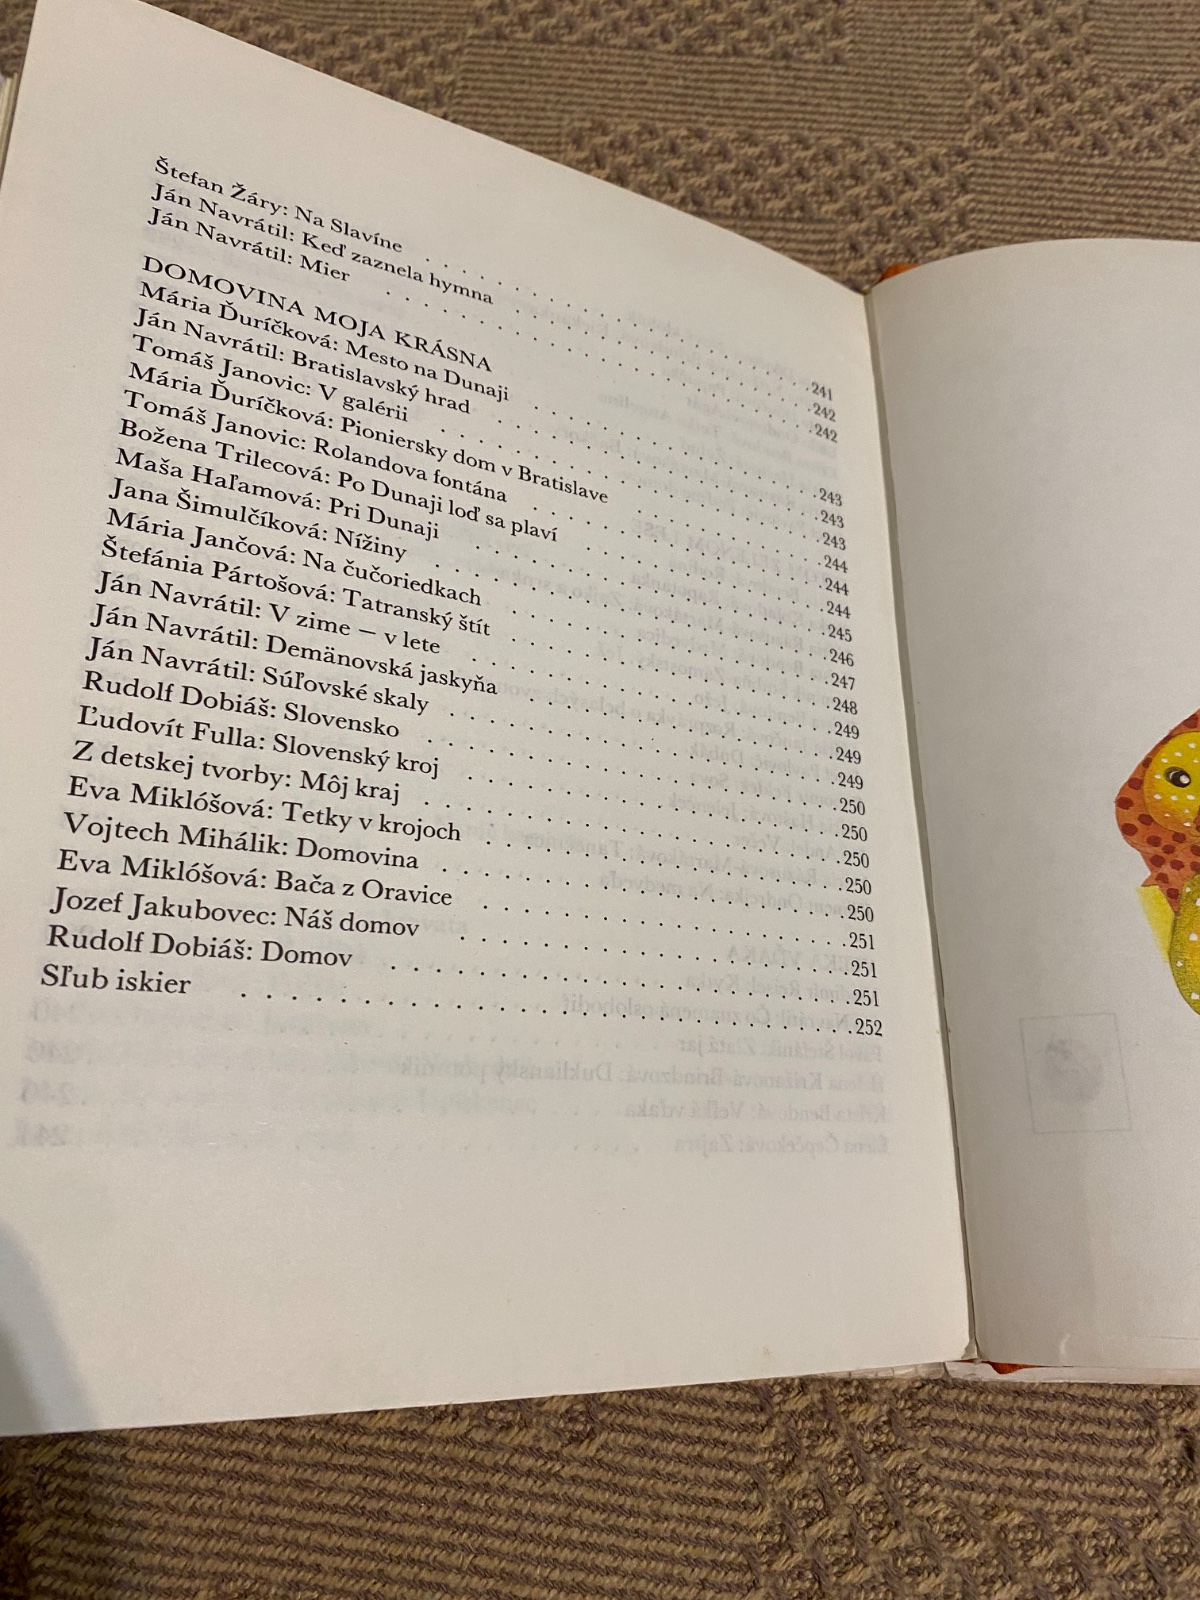 Štefan Žáry: Na Slavíne . . . . . . . . . . . . . . . . 241
Ján Navrátil: Keď zaznela hymna . . . . . . . . . . . . . . . . 242
Ján Navrátil: Mier . . . . . . . . . . . . . . . . 242
DOMOVINA MOJA KRÁSNA
Mária Ďuríčková: Mesto na Dunaji . . . . . . . . . . . . . . . . 243
Ján Navrátil: Bratislavský hrad . . . . . . . . . . . . . . . . 243
Tomáš Janovic: V galérii . . . . . . . . . . . . . . . . 243
Mária Ďuríčková: Pioniersky dom v Bratislave . . . . . . . . . . . . 244
Tomáš Janovic: Rolandova fontána . . . . . . . . . . . . . . . . 244
Božena Trilecová: Po Dunaji loď sa plaví . . . . . . . . . . . . . . 244
Maša Haľamová: Pri Dunaji . . . . . . . . . . . . . . . . 245
Jana Šimulčíková: Nížiny . . . . . . . . . . . . . . . . 246
Mária Jančová: Na čučoriedkach . . . . . . . . . . . . . . . . 247
Štefánia Pártošová: Tatranský štít . . . . . . . . . . . . . . . . 248
Ján Navrátil: V zime – v lete . . . . . . . . . . . . . . . . 249
Ján Navrátil: Demänovská jaskyňa . . . . . . . . . . . . . . . . 249
Ján Navrátil: Súľovské skaly . . . . . . . . . . . . . . . . 249
Rudolf Dobiáš: Slovensko . . . . . . . . . . . . . . . . 250
Ľudovít Fulla: Slovenský kroj . . . . . . . . . . . . . . . . 250
Z detskej tvorby: Môj kraj . . . . . . . . . . . . . . . . 250
Eva Miklóšová: Tetky v krojoch . . . . . . . . . . . . . . . . 250
Vojtech Mihálik: Domovina . . . . . . . . . . . . . . . . 250
Eva Miklóšová: Bača z Oravice . . . . . . . . . . . . . . . . 251
Jozef Jakubovec: Náš domov . . . . . . . . . . . . . . . . 251
Rudolf Dobiáš: Domov . . . . . . . . . . . . . . . . 251
Sľub iskier . . . . . . . . . . . . . . . . 252